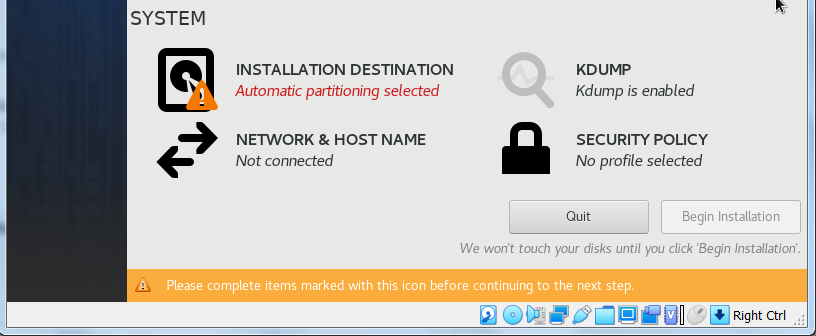 SYSTEM
INSTALLATION DESTINATION
Automatic partitioning selected
KDUMP
Kdump is enabled
NETWORK & HOST NAME
Not connected
SECURITY POLICY
No profile selected
Quit
Begin Installation
We won't touch your disks until you click 'Begin Installation'.
Please complete items marked with this icon before continuing to the next step.
Right Ctrl